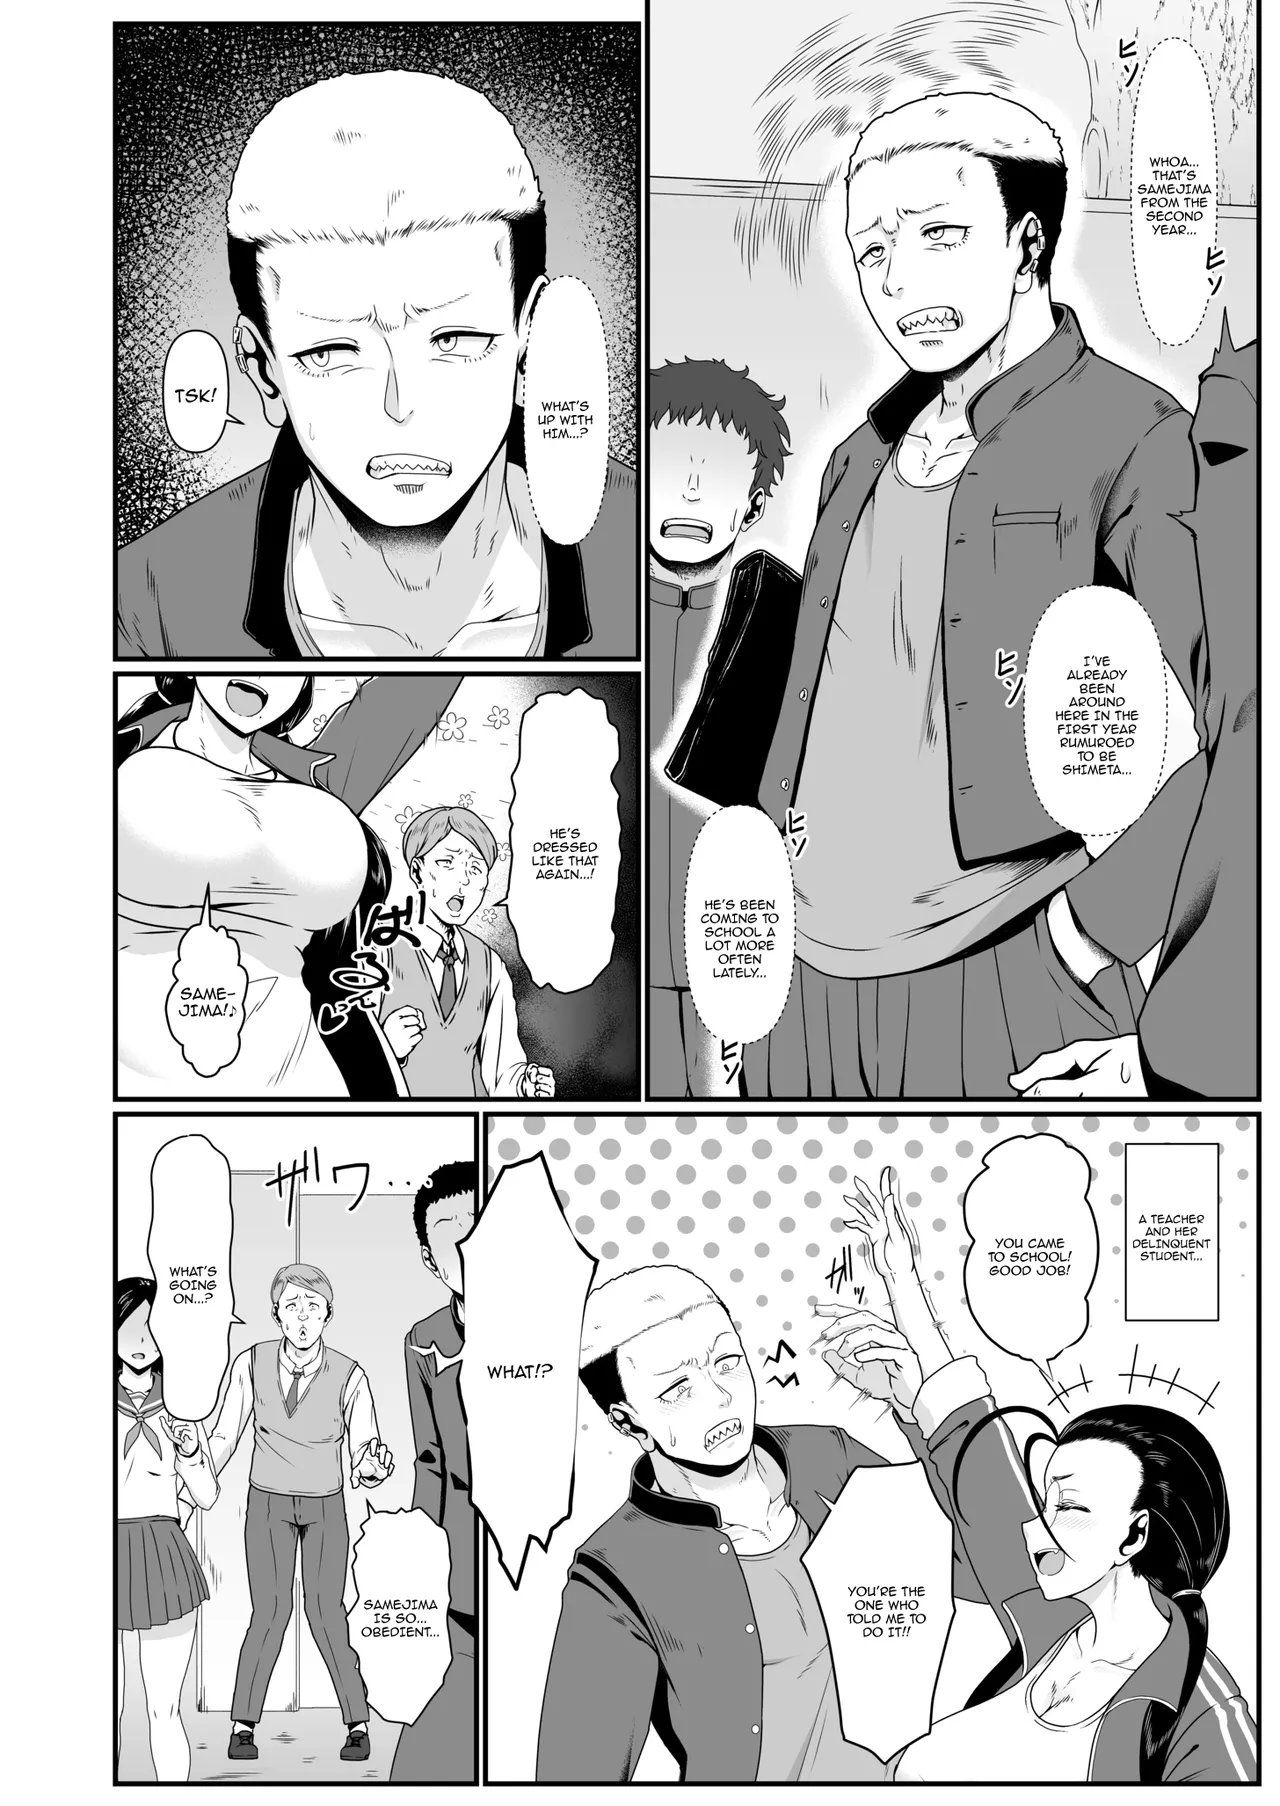 ヒソ
WHOA...
THAT'S
SAMEJIMA
FROM THE
SECOND
YEAR...
ヒソ
ヒソ
I'VE
ALREADY
BEEN
AROUND
HERE IN THE
FIRST YEAR
RUMUROED
TO BE
SHIMETA...
ヒソ
HE'S BEEN
COMING TO
SCHOOL A
LOT MORE
OFTEN
LATELY...
ヒソ
WHAT'S
UP WITH
HIM...?
TSK!
HE'S
DRESSED
LIKE THAT
AGAIN...!
ば
るっ
SAME-
JIMA!♪
A TEACHER
AND HER
DELINQUENT
STUDENT...
YOU CAME
TO SCHOOL!
GOOD JOB!
WHAT!?
YOU'RE THE
ONE WHO
TOLD ME TO
DO IT!!
ザワ...
WHAT'S
GOING
ON...?
SAMEJIMA
IS SO...
OBEDIENT...